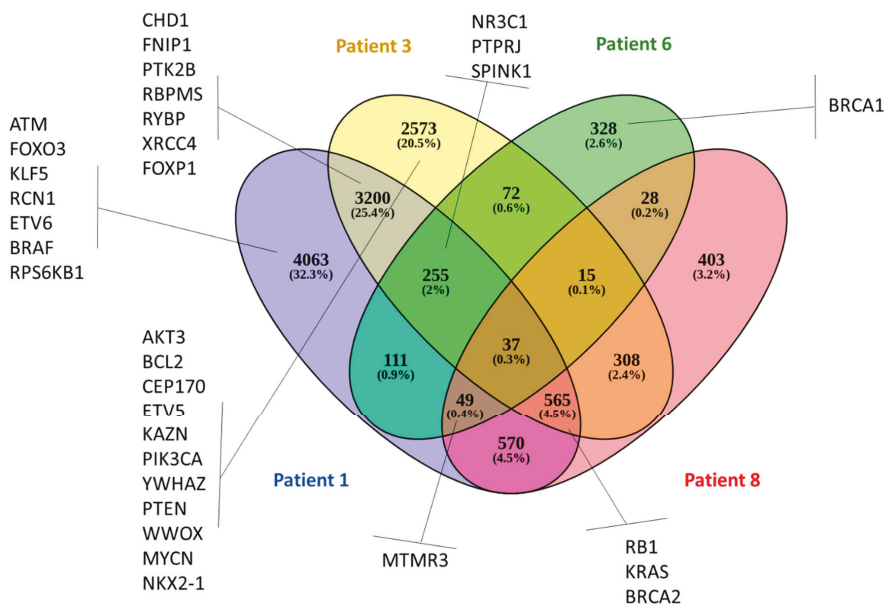 CHD1
FNIP1
PTK2B
RBPMS
RYBP
XRCC4
FOXP1
Patient 3
NR3C1
PTPRJ
SPINK1
Patient 6
BRCA1
ATM
FOXO3
KLF5
RCN1
ETV6
BRAF
RPS6KB1
2573
(20.5%)
328
(2.6%)
3200
(25.4%)
72
(0.6%)
28
(0.2%)
4063
(32.3%)
255
(2%)
15
(0.1%)
403
(3.2%)
111
(0.9%)
37
(0.3%)
308
(2.4%)
49
(0.4%)
565
(4.5%)
570
(4.5%)
AKT3
BCL2
CEP170
ETV5
KAZN
PIK3CA
YWHAZ
PTEN
WWOX
MYCN
NKX2-1
Patient 1
Patient 8
MTMR3
RB1
KRAS
BRCA2